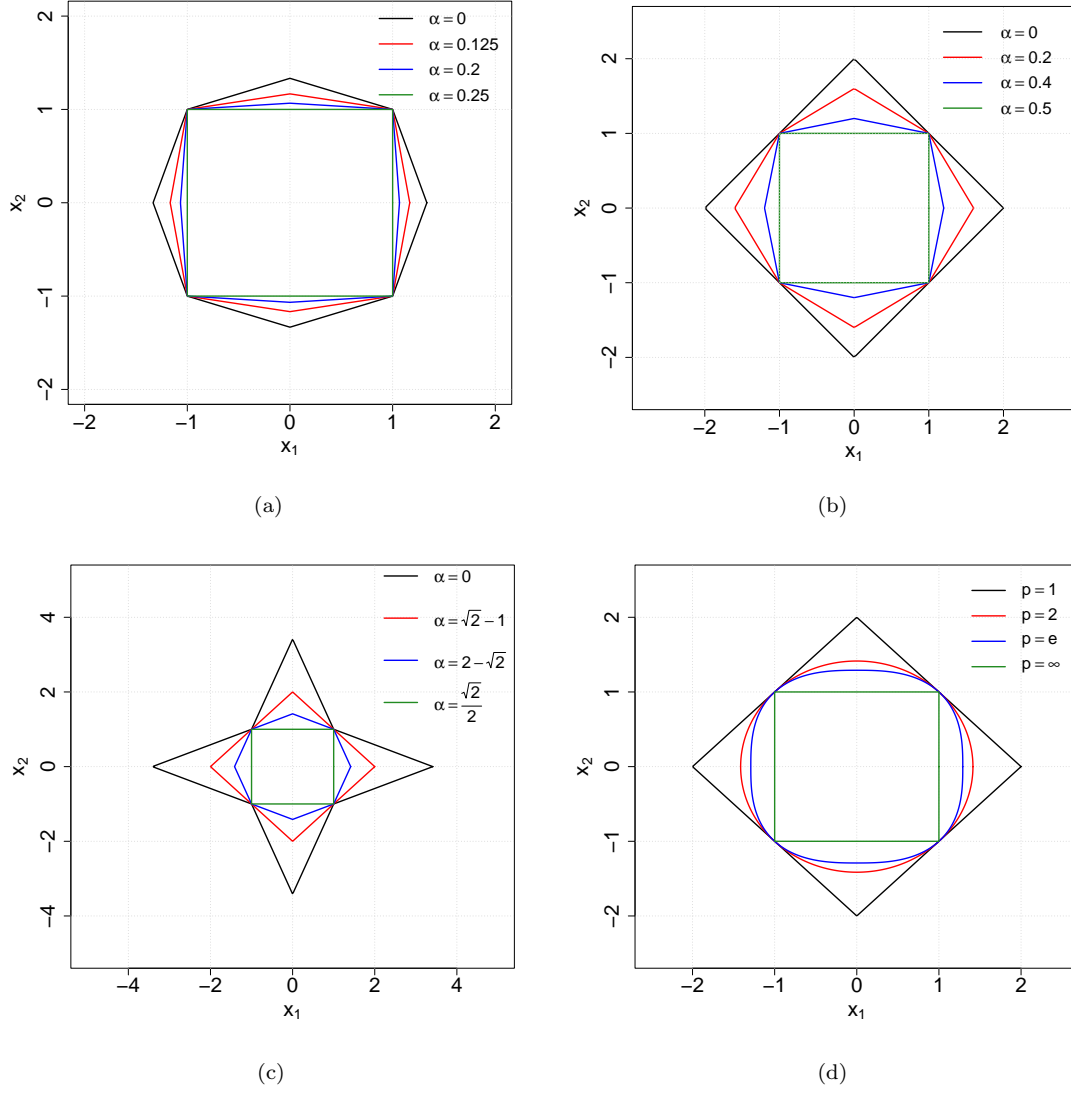 α = 0
α = 0.125
α = 0.2
α = 0.25
x₂
2
1
0
−1
−2
−2 −1 0 1 2
x₁
(a)
α = 0
α = 0.2
α = 0.4
α = 0.5
x₂
2
1
0
−1
−2
−2 −1 0 1 2
x₁
(b)
α = 0
α = √2 − 1
α = 2 − √2
α = √2/2
x₂
4
2
0
−2
−4
−4 −2 0 2 4
x₁
(c)
p = 1
p = 2
p = e
p = ∞
x₂
2
1
0
−1
−2
−2 −1 0 1 2
x₁
(d)